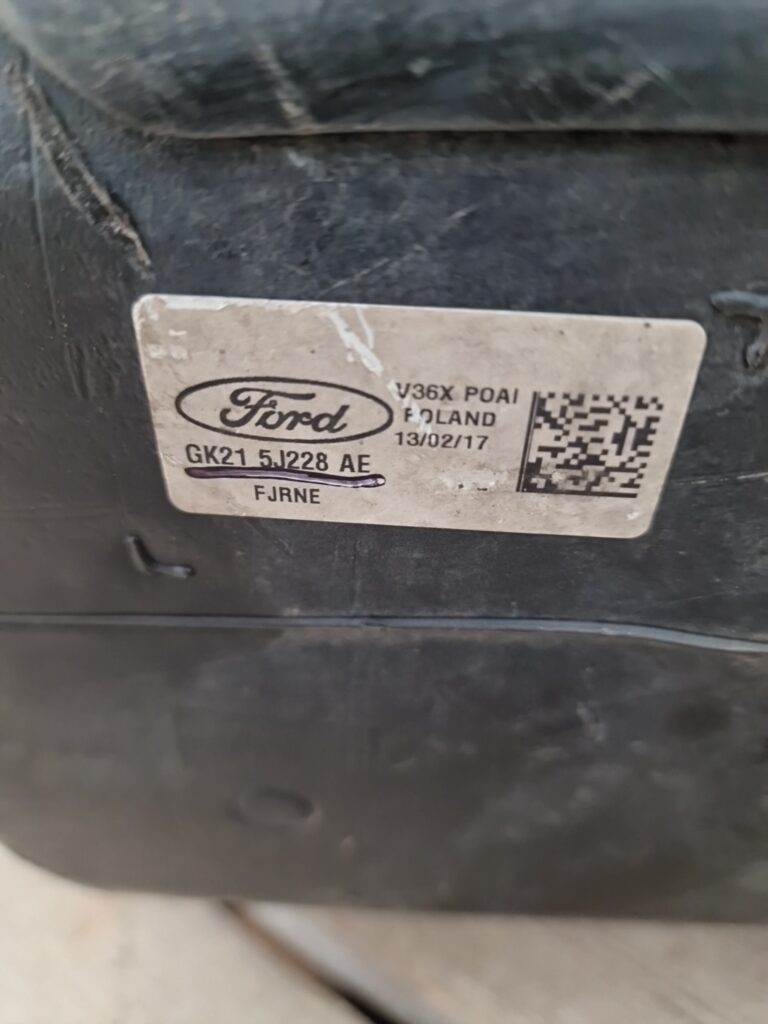 Ford
V36X POAI
POLAND
13/02/17
GK21 5J228 AE
FJRNE